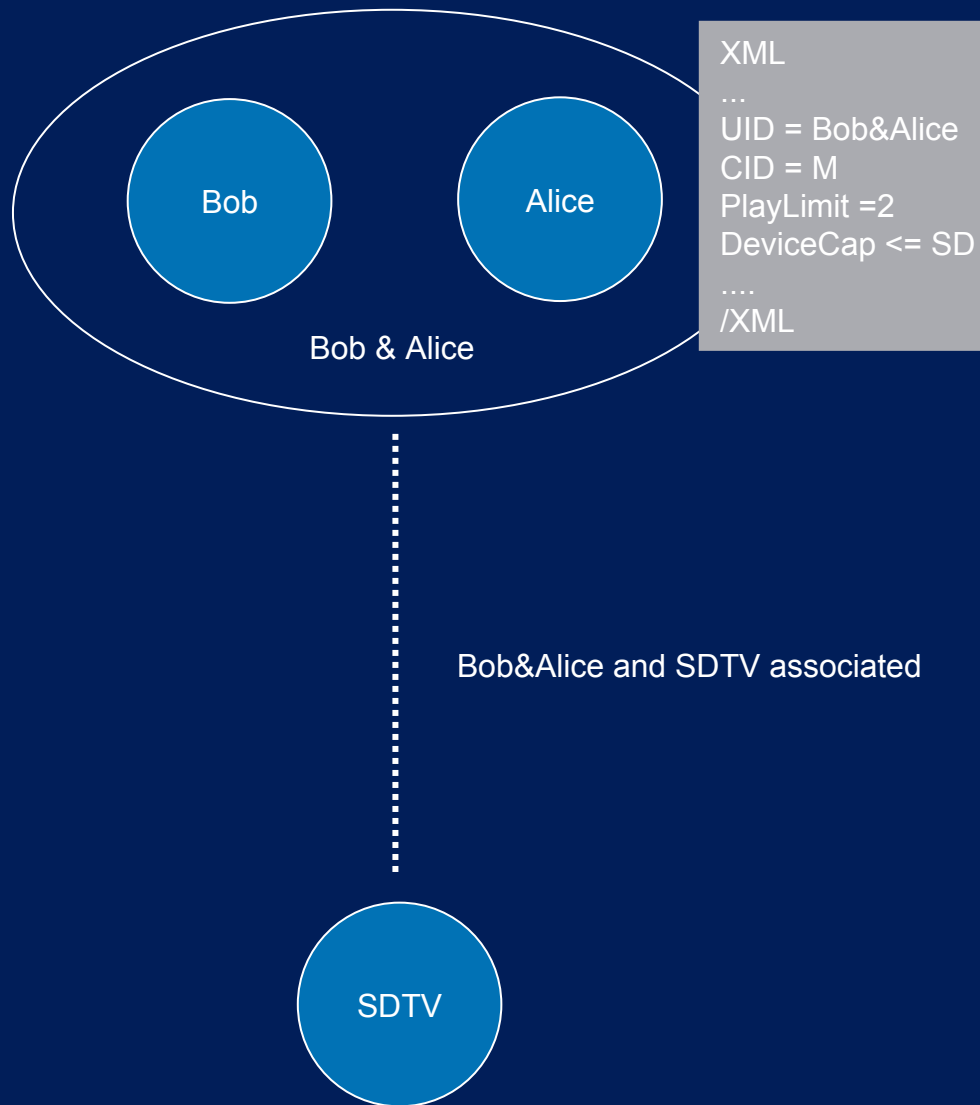 Bob
Alice
Bob & Alice
XML
...
UID = Bob&Alice
CID = M
PlayLimit =2
DeviceCap <= SD
....
/XML
Bob&Alice and SDTV associated
SDTV